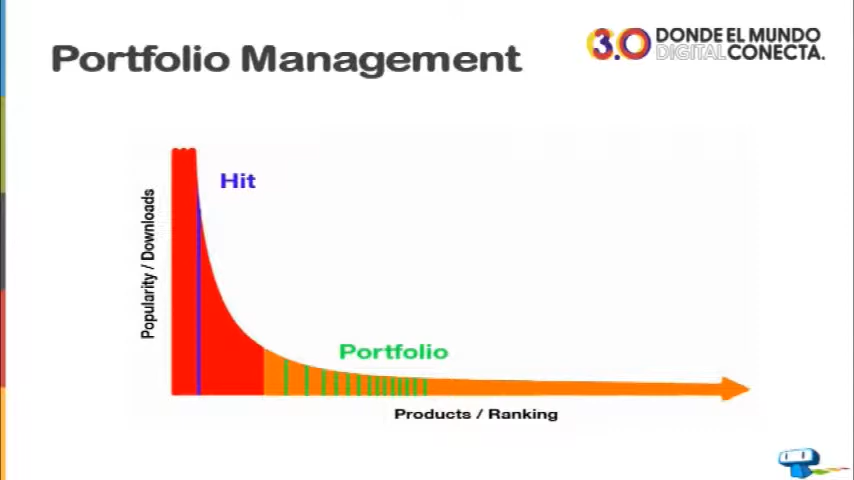 Portfolio Management
3.0
DONDE EL MUNDO
DIGITAL CONECTA.
Hit
Popularity / Downloads
Portfolio
Products / Ranking